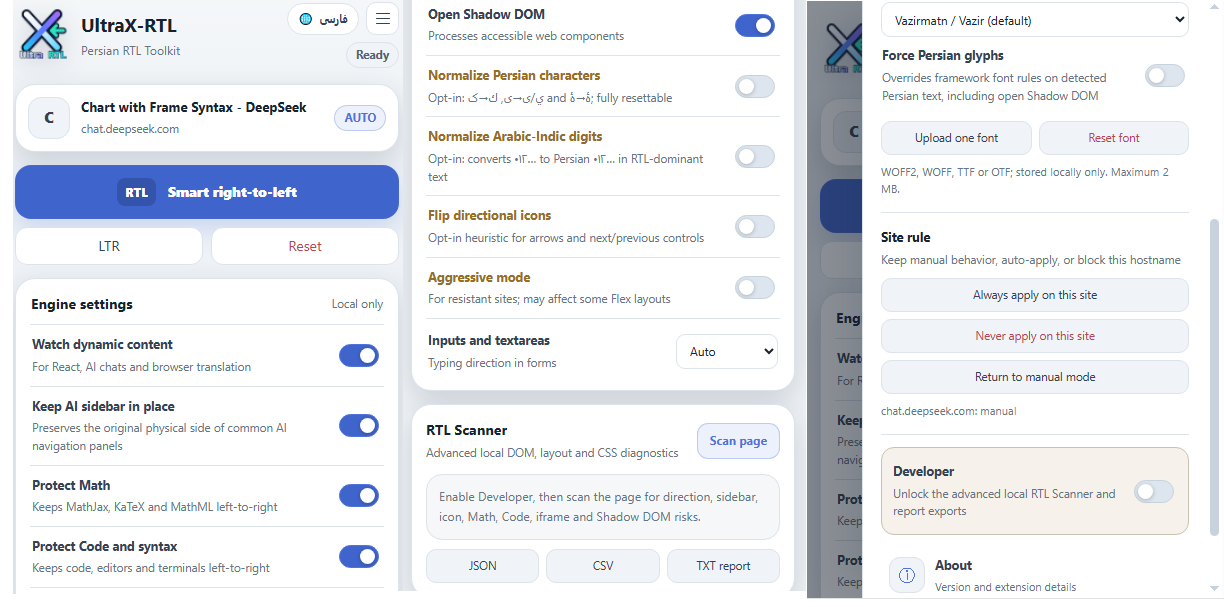 UltraX-RTL
Persian RTL Toolkit
فارسی
Ready
Ultra RTL
C
Chart with Frame Syntax - DeepSeek
chat.deepseek.com
AUTO
RTL Smart right-to-left
LTR
Reset
Engine settings
Local only
Watch dynamic content
For React, AI chats and browser translation
Keep AI sidebar in place
Preserves the original physical side of common AI
navigation panels
Protect Math
Keeps MathJax, KaTeX and MathML left-to-right
Protect Code and syntax
Keeps code, editors and terminals left-to-right
Open Shadow DOM
Processes accessible web components
Normalize Persian characters
Opt-in: ي/ى→ی, ك→ک and ۀ→هٔ; fully resettable
Normalize Arabic-Indic digits
Opt-in: converts ٠١٢… to Persian ۰۱۲… in RTL-dominant
text
Flip directional icons
Opt-in heuristic for arrows and next/previous controls
Aggressive mode
For resistant sites; may affect some Flex layouts
Inputs and textareas
Typing direction in forms
Auto
RTL Scanner
Advanced local DOM, layout and CSS diagnostics
Scan page
Enable Developer, then scan the page for direction, sidebar,
icon, Math, Code, iframe and Shadow DOM risks.
JSON
CSV
TXT report
C
Eng
Wat
For R
Keep
Prese
navig
Prot
Keep
Prot
Keep
Vazirmatn / Vazir (default)
Force Persian glyphs
Overrides framework font rules on detected
Persian text, including open Shadow DOM
Upload one font
Reset font
WOFF2, WOFF, TTF or OTF; stored locally only. Maximum 2
MB.
Site rule
Keep manual behavior, auto-apply, or block this hostname
Always apply on this site
Never apply on this site
Return to manual mode
chat.deepseek.com: manual
Developer
Unlock the advanced local RTL Scanner and
report exports
About
Version and extension details